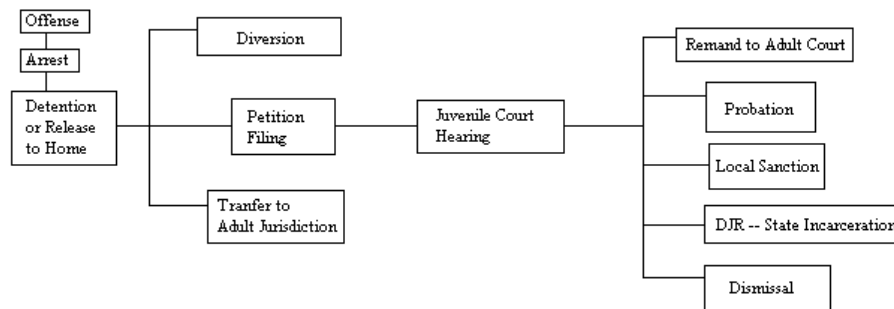 Offense
Arrest
Detention
or Release
to Home
Diversion
Petition
Filing
Tranfer to
Adult Jurisdiction
Juvenile Court
Hearing
Remand to Adult Court
Probation
Local Sanction
DJR -- State Incarceration
Dismissal